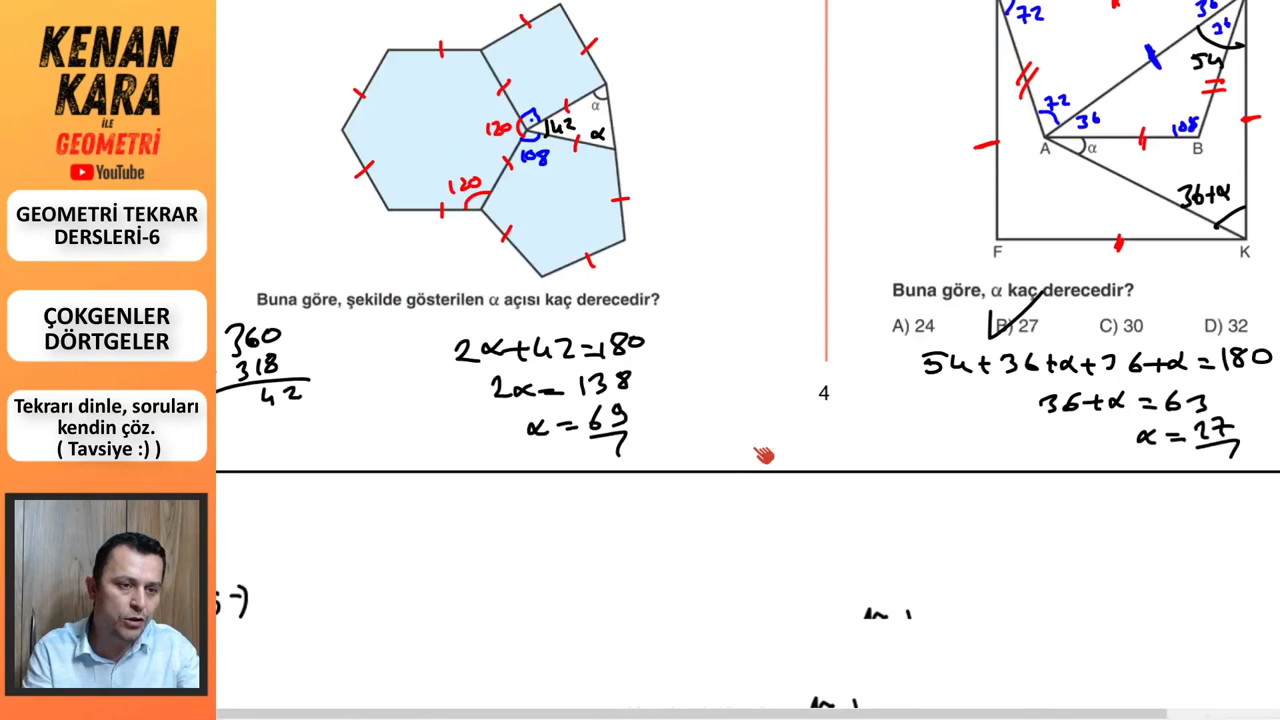 KENAN
KARA
İLE
GEOMETRİ
YouTube
GEOMETRİ TEKRAR
DERSLERİ-6
ÇOKGENLER
DÖRTGELER
Tekrarı dinle, soruları
kendin çöz.
( Tavsiye :) )
120
42
α
α
108
120
Buna göre, şekilde gösterilen α açısı kaç derecedir?
360
318
42
2α+42=180
2α=138
α=69
72
36
36
54
72
36
108
A
α
B
36+α
F
K
Buna göre, α kaç derecedir?
A) 24 B) 27 C) 30 D) 32
54+36+α+36+α=180
36+α=63
α=27
4